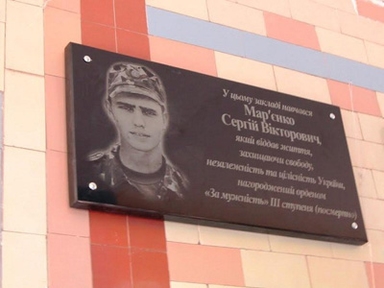 У цьому закладі навчався
Мар'єнко
Сергій Вікторович,
який віддав життя,
захищаючи свободу,
незалежність та цілісність України,
нагороджений орденом
«За мужність» ІІІ ступеня (посмертно)